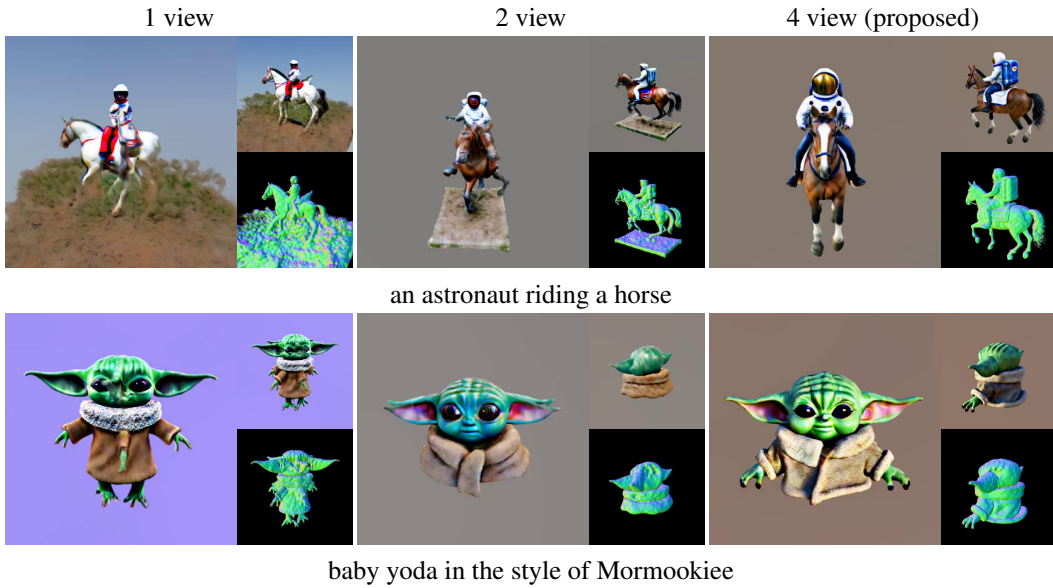 1 view
2 view
4 view (proposed)
an astronaut riding a horse
baby yoda in the style of Mormookiee